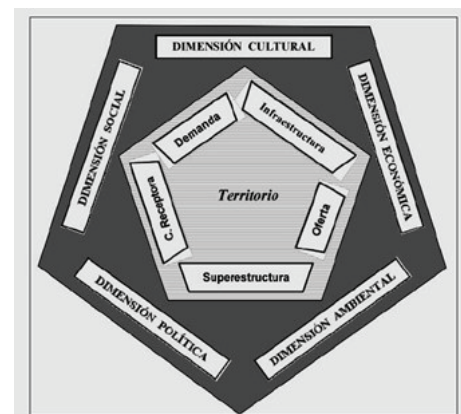 DIMENSIÓN CULTURAL
DIMENSIÓN SOCIAL
DIMENSIÓN ECONÓMICA
Demanda
Infraestructura
C. Receptora
Territorio
Oferta
Superestructura
DIMENSIÓN POLÍTICA
DIMENSIÓN AMBIENTAL